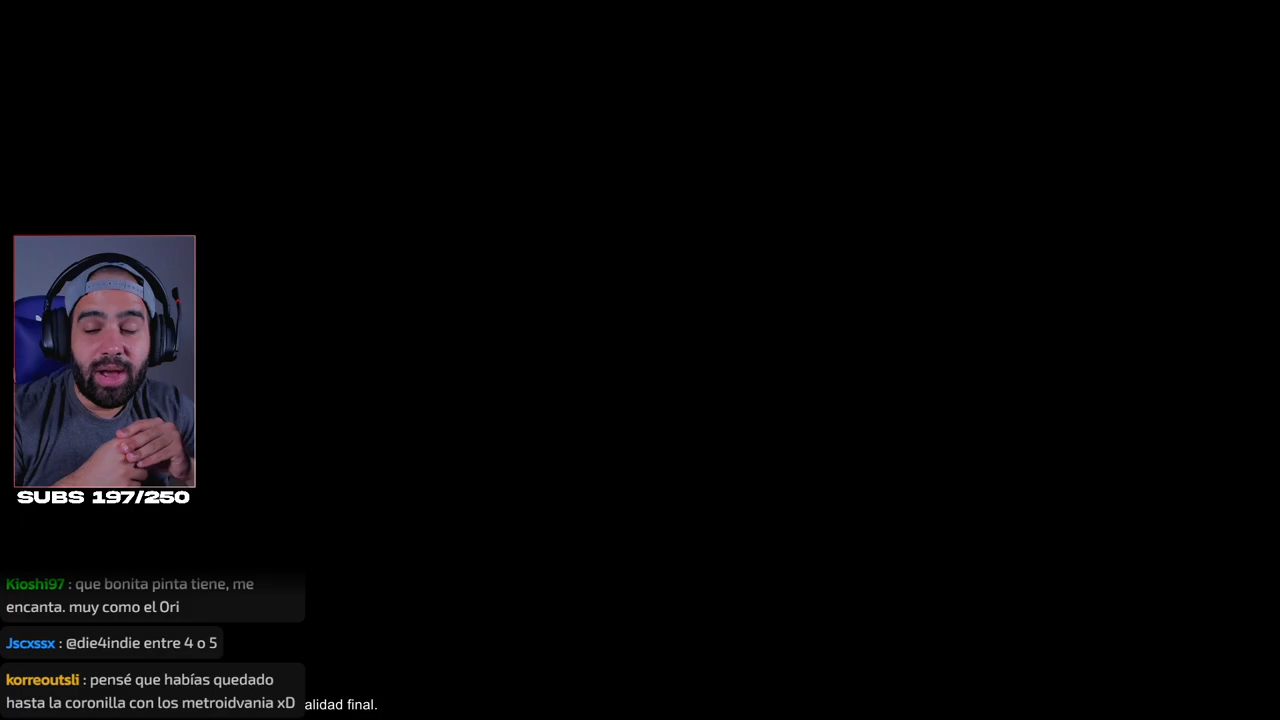 SUBS 197/250
Kioshi97 : que bonita pinta tiene, me
encanta. muy como el Ori
Jscxssx : @die4indie entre 4 o 5
korreoutsli : pensé que habías quedado
hasta la coronilla con los metroidvania xD
alidad final.